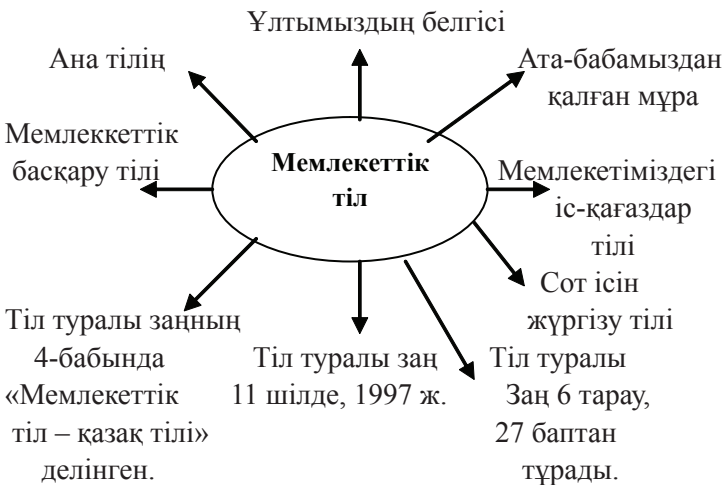 Ұлтымыздың белгісі
Ана тілің
Ата-бабамыздан
қалған мұра
Мемлеккеттік
басқару тілі
Мемлекеттік
тіл
Мемлекетіміздегі
іс-қағаздар
тілі
Сот ісін
жүргізу тілі
Тіл туралы заңның
4-бабында
«Мемлекеттік
тіл – қазақ тілі»
делінген.
Тіл туралы заң
11 шілде, 1997 ж.
Тіл туралы
Заң 6 тарау,
27 баптан
тұрады.